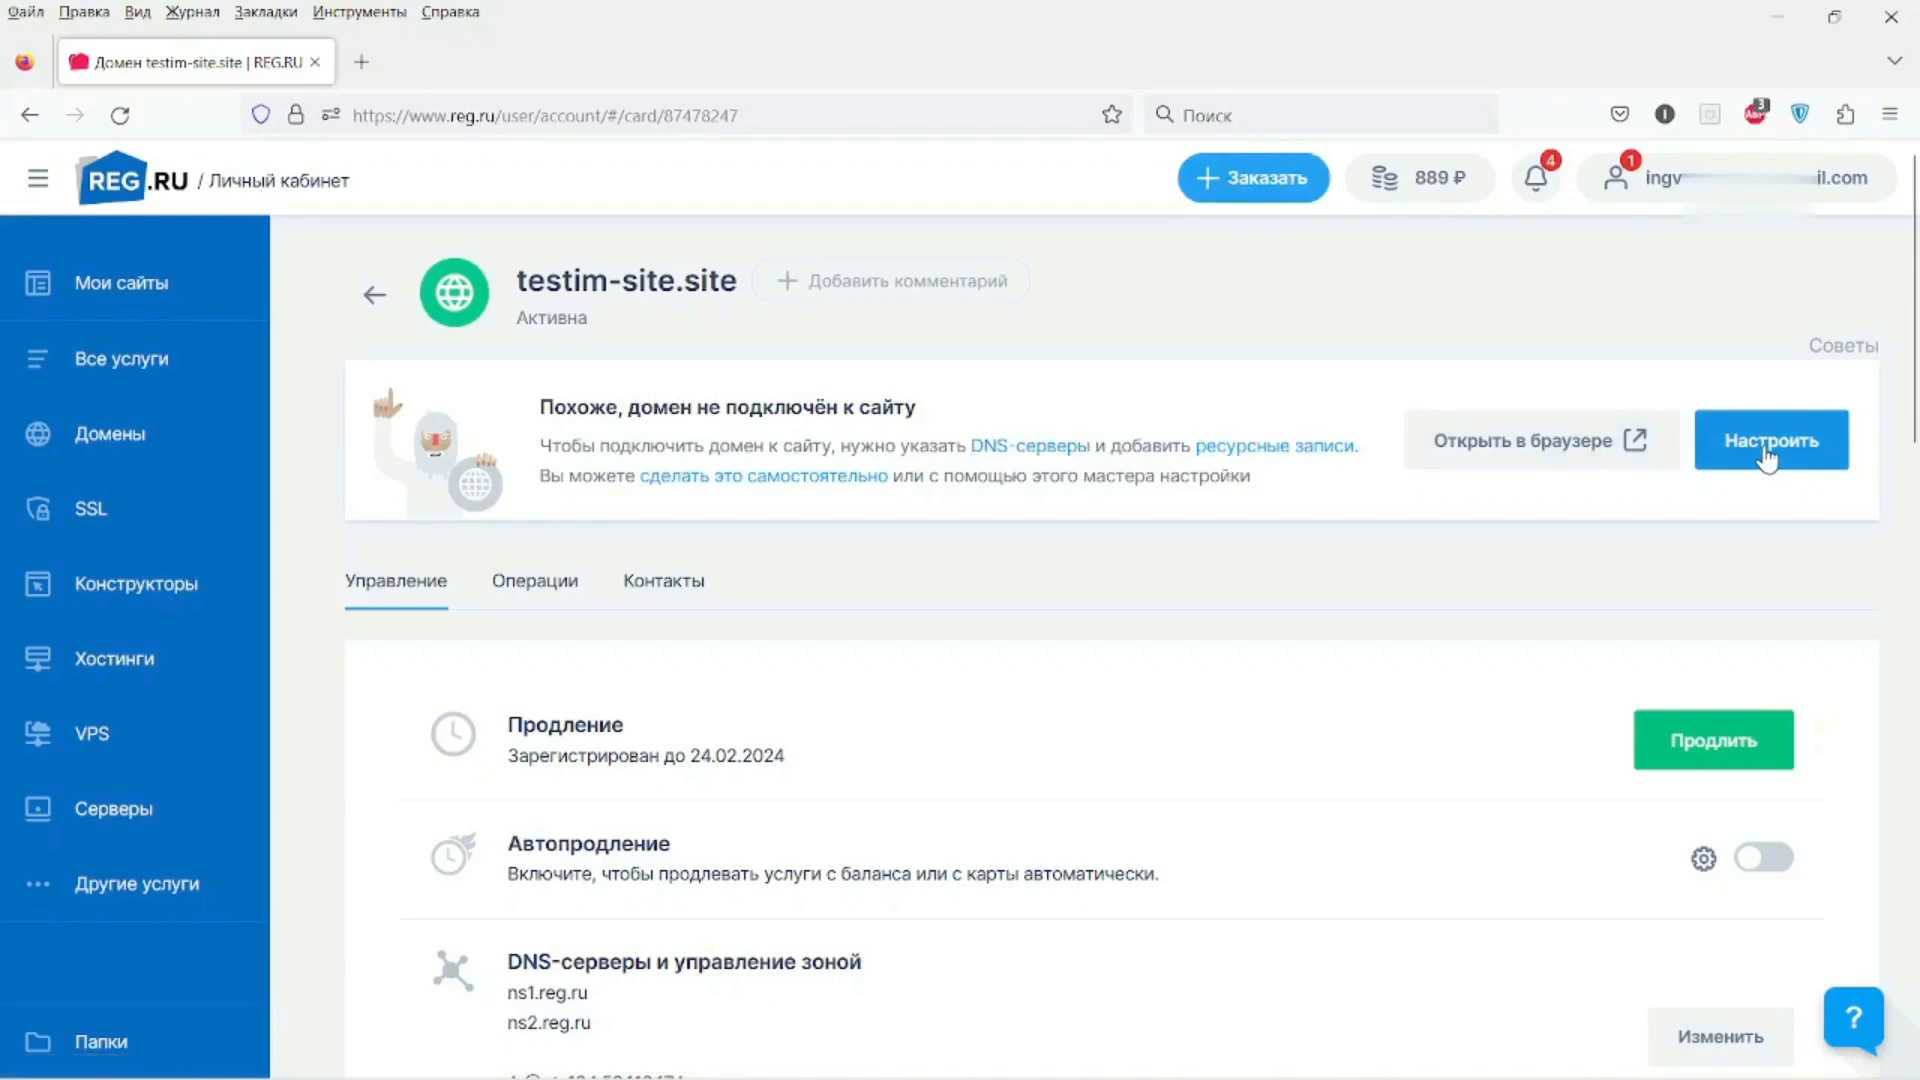 Файл Правка Вид Журнал Закладки Инструменты Справка
Домен testim-site.site | REG.RU
https://www.reg.ru/user/account/#/card/87478247
Поиск
3
REG.RU / Личный кабинет
Заказать
889 ₽
4
1
ingv
il.com
Мои сайты
Все услуги
Домены
SSL
Конструкторы
Хостинги
VPS
Серверы
Другие услуги
Папки
testim-site.site
Добавить комментарий
Активна
Советы
Похоже, домен не подключён к сайту
Чтобы подключить домен к сайту, нужно указать DNS-серверы и добавить ресурсные записи.
Вы можете сделать это самостоятельно или с помощью этого мастера настройки
Открыть в браузере
Настроить
Управление Операции Контакты
Продление
Зарегистрирован до 24.02.2024
Продлить
Автопродление
Включите, чтобы продлевать услуги с баланса или с карты автоматически.
DNS-серверы и управление зоной
ns1.reg.ru
ns2.reg.ru
Изменить
?